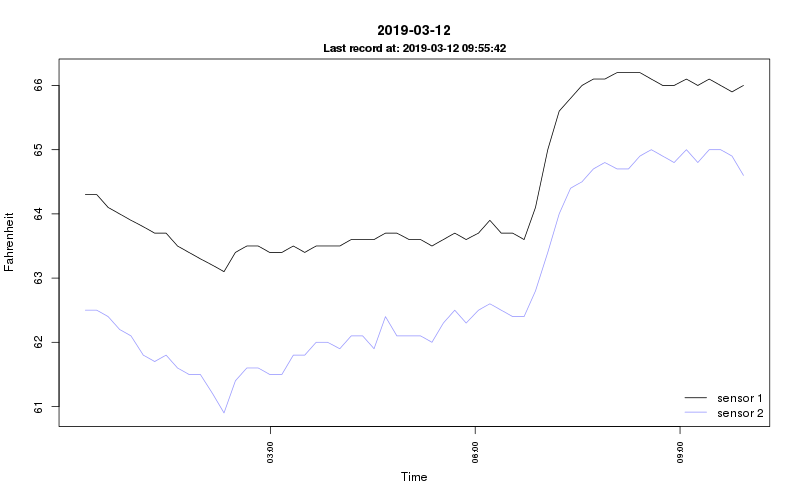 2019-03-12
Last record at: 2019-03-12 09:55:42
Fahrenheit
66
65
64
63
62
61
03:00
06:00
09:00
Time
sensor 1
sensor 2